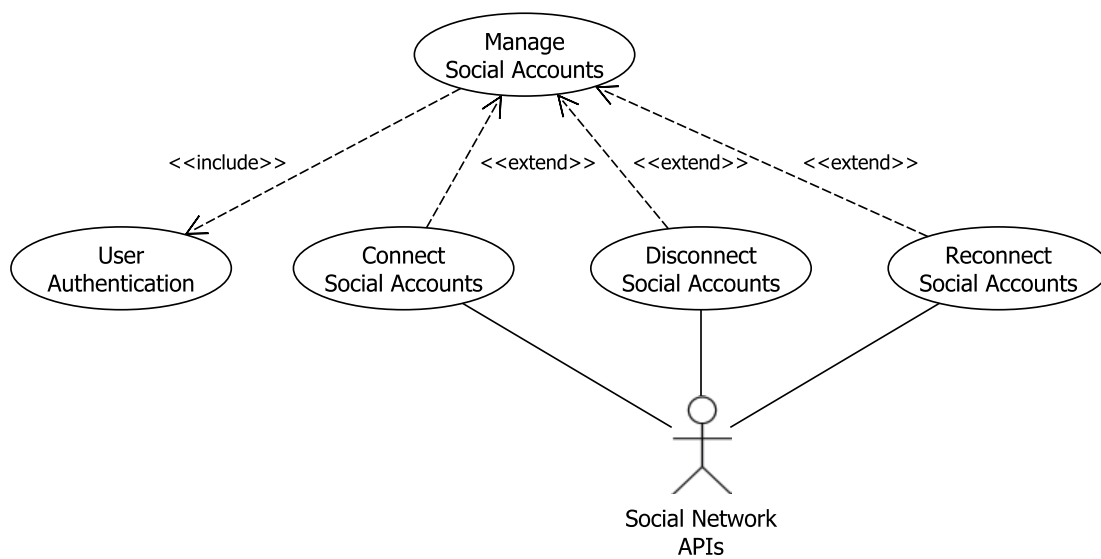 Manage
Social Accounts
<<include>>
<<extend>>
<<extend>>
<<extend>>
User
Authentication
Connect
Social Accounts
Disconnect
Social Accounts
Reconnect
Social Accounts
Social Network
APIs